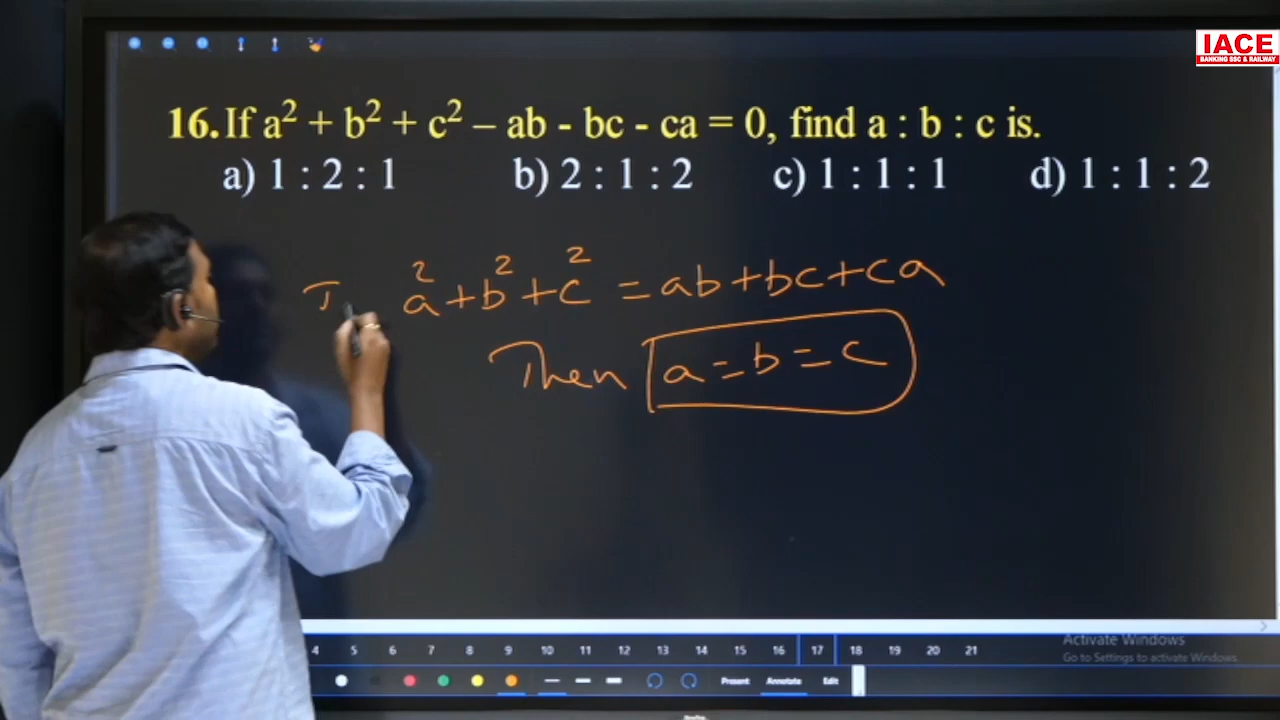 IACE
BANKING SSC & RAILWAY
16. If a² + b² + c² – ab - bc - ca = 0, find a : b : c is.
a) 1 : 2 : 1 b) 2 : 1 : 2 c) 1 : 1 : 1 d) 1 : 1 : 2
a² + b² + c² = ab + bc + ca
Then a = b = c
Activate Windows
Go to Settings to activate Windows.
4 5 6 7 8 9 10 11 12 13 14 15 16 17 18 19 20 21
Present Annotate Edit